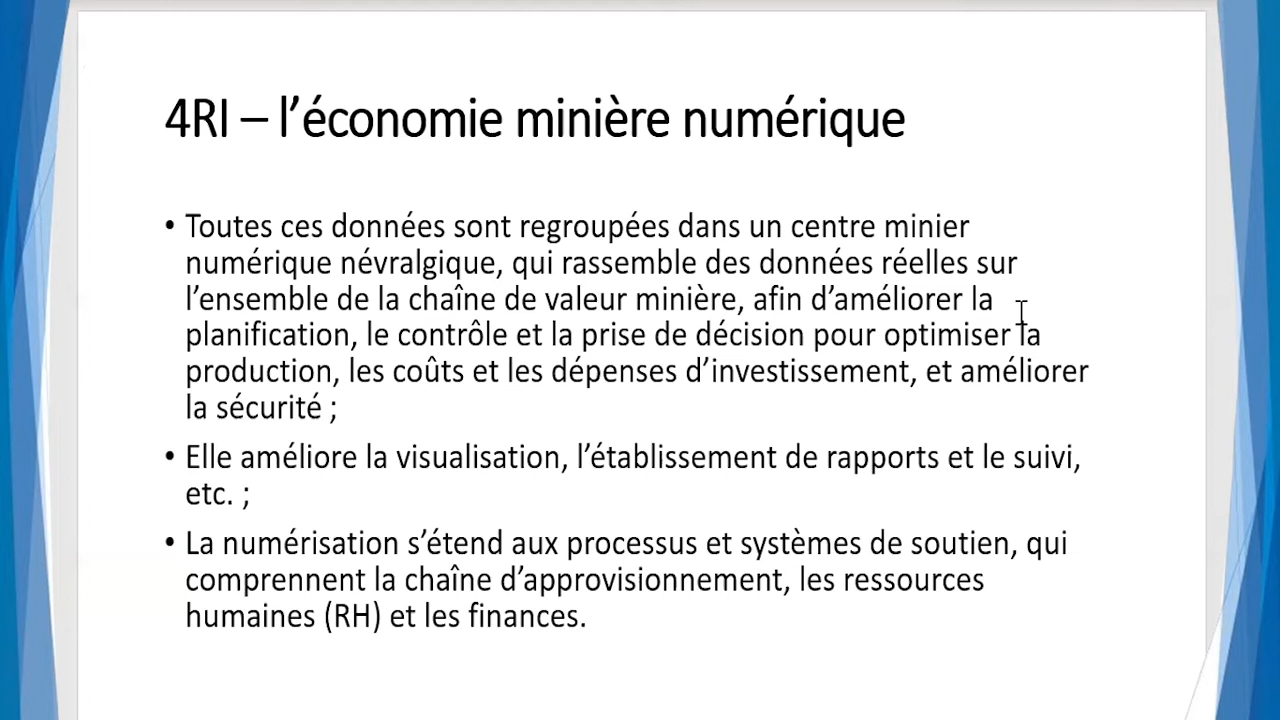 4RI – l’économie minière numérique
• Toutes ces données sont regroupées dans un centre minier
numérique névralgique, qui rassemble des données réelles sur
l’ensemble de la chaîne de valeur minière, afin d’améliorer la
planification, le contrôle et la prise de décision pour optimiser la
production, les coûts et les dépenses d’investissement, et améliorer
la sécurité ;
• Elle améliore la visualisation, l’établissement de rapports et le suivi,
etc. ;
• La numérisation s’étend aux processus et systèmes de soutien, qui
comprennent la chaîne d’approvisionnement, les ressources
humaines (RH) et les finances.